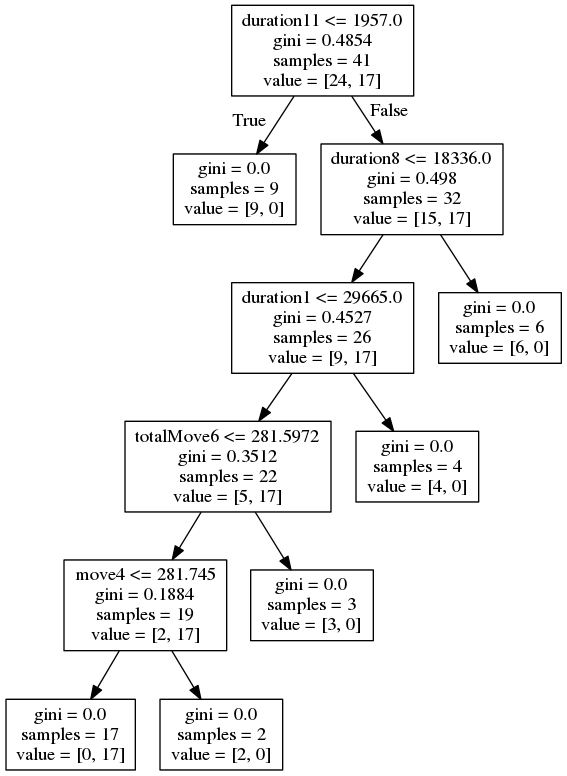 duration11 <= 1957.0
gini = 0.4854
samples = 41
value = [24, 17]
True
False
gini = 0.0
samples = 9
value = [9, 0]
duration8 <= 18336.0
gini = 0.498
samples = 32
value = [15, 17]
duration1 <= 29665.0
gini = 0.4527
samples = 26
value = [9, 17]
gini = 0.0
samples = 6
value = [6, 0]
totalMove6 <= 281.5972
gini = 0.3512
samples = 22
value = [5, 17]
gini = 0.0
samples = 4
value = [4, 0]
move4 <= 281.745
gini = 0.1884
samples = 19
value = [2, 17]
gini = 0.0
samples = 3
value = [3, 0]
gini = 0.0
samples = 17
value = [0, 17]
gini = 0.0
samples = 2
value = [2, 0]